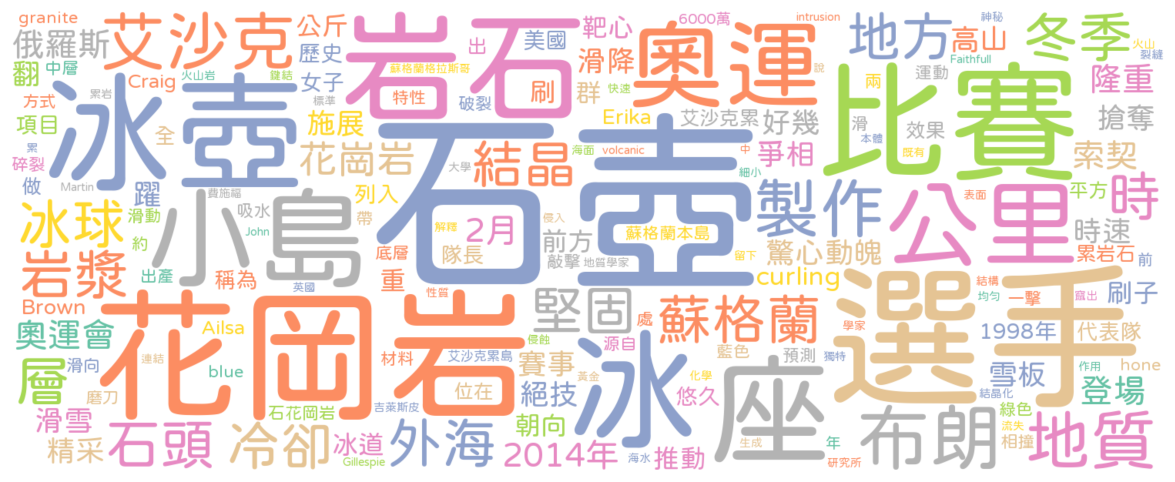 granite
艾沙克
公斤
俄羅斯
歷史
翻
中層
Craig
火山岩
女子
鍵結
方式
累岩
標準
項目
全
碎裂
施展
做
累
Martin
躍
冰壺
岩石
蘇格蘭格拉斯哥
特性
出
美國
破裂
靶心
滑降
刷
群
6000萬
快速
Erika
奧運
intrusion
說
艾沙克累
好幾
地方
神秘
高山
Faithfull
兩
運動
滑
效果
本體
既有
冬季
火山
裂縫
隆重
搶奪
比賽
索契
平方
花崗岩
結晶
volcanic
海面
中
細小
爭相
列入
帶
大學
小島
吸水
費施緇
John
冰球
滑動
約
出產
岩漿
稱為
英國
2月
隊長
底層
重
性質
解釋
前方
敲擊
侵入
地質學家
石壺
蘇格蘭本島
留下
製作
驚心動魄
curling
公里
表面
時
時速
累岩石
前
Brown
奧運會
Ailsa
層
滑向
blue
連結
磨刀
滑雪
石花岡岩
精采
石頭
冷卻
吉萊斯皮
冰道
Gillespie
花岡岩
材料
艾沙克累島
外海
位在
堅固
侵蝕
賽事
絕技
朝向
黃金
2014年
海水
冰
處
源自
蘇格蘭
藍色
預測
獨特
悠久
化學
推動
生成
座
年
研究所
選手
結構
均勻
竄出
一擊
刷子
1998年
代表隊
學家
作用
hone
雪板
結晶化
登場
綠色
流失
相撞
布朗
地質